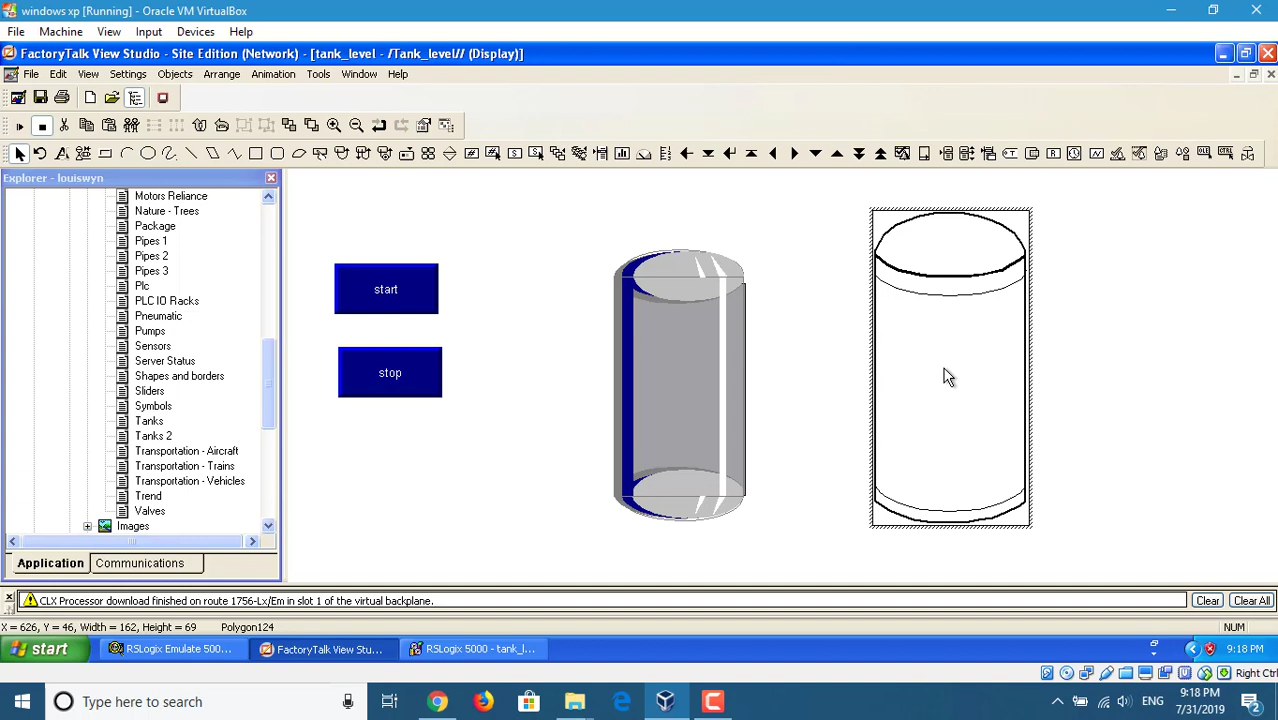 windows xp [Running] - Oracle VM VirtualBox
File Machine View Input Devices Help
FactoryTalk View Studio - Site Edition (Network) - [tank_level - /Tank_level// (Display)]
File Edit View Settings Objects Arrange Animation Tools Window Help
Explorer - louiswyn
Motors Reliance
Nature - Trees
Package
Pipes 1
Pipes 2
Pipes 3
Plc
PLC IO Racks
Pneumatic
Pumps
Sensors
Server Status
Shapes and borders
Sliders
Symbols
Tanks
Tanks 2
Transportation - Aircraft
Transportation - Trains
Transportation - Vehicles
Trend
Valves
Images
Application Communications
start
stop
CLX Processor download finished on route 1756-Lx/Em in slot 1 of the virtual backplane.
Clear Clear All
X = 626, Y = 46, Width = 162, Height = 69 Polygon124 NUM
start RSLogix Emulate 500... FactoryTalk View Stu... RSLogix 5000 - tank_l... 9:18 PM
Right Ctrl
Type here to search
ENG
9:18 PM
7/31/2019
2